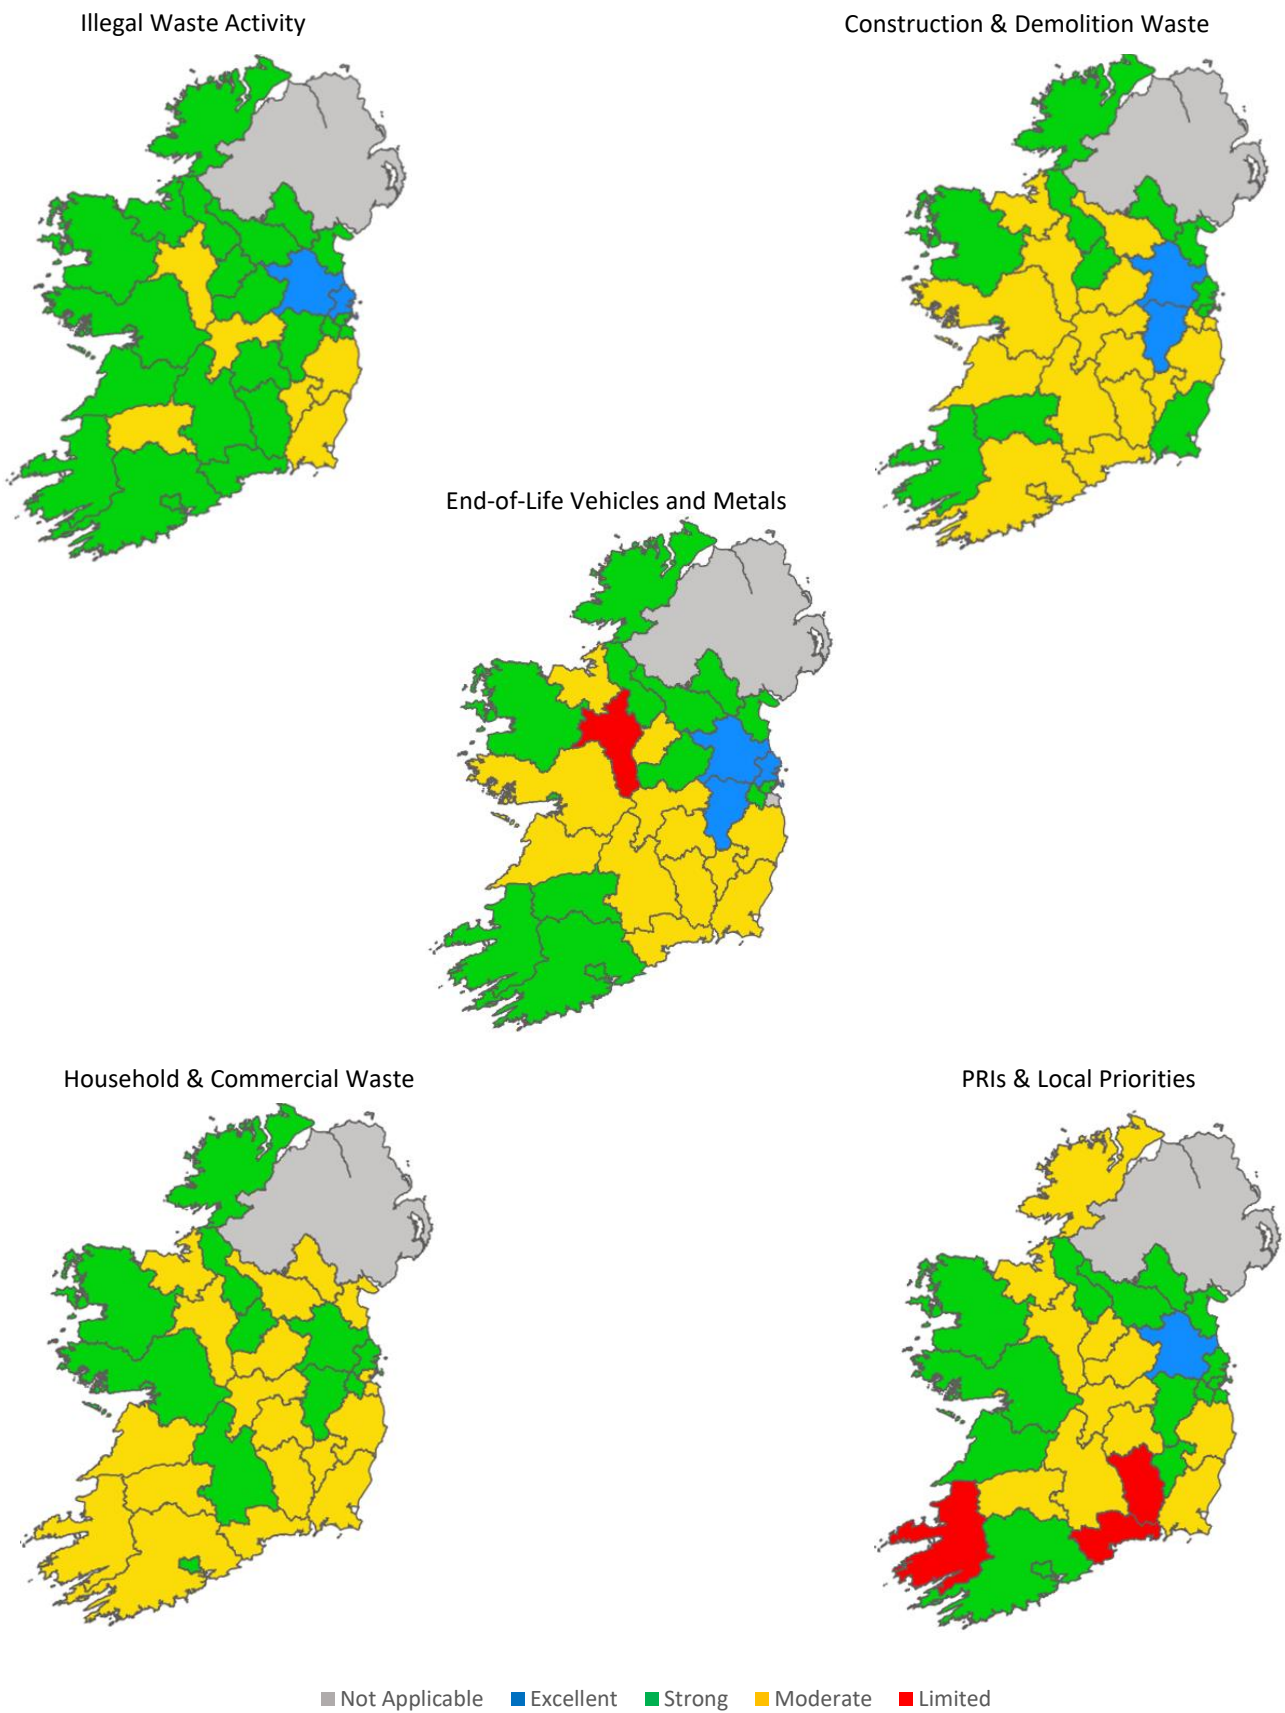 Illegal Waste Activity
Construction & Demolition Waste
End-of-Life Vehicles and Metals
Household & Commercial Waste
PRIs & Local Priorities
Not Applicable Excellent Strong Moderate Limited